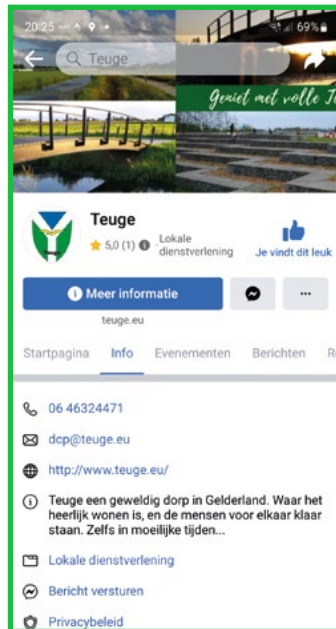 20:25
69%
Teuge
Geniet met volle
Teuge
5,0 (1) · Lokale
dienstverlening
Je vindt dit leuk
Meer informatie
teuge.eu
Startpagina Info Evenementen Berichten
06 46324471
dcp@teuge.eu
http://www.teuge.eu/
Teuge een geweldig dorp in Gelderland. Waar het
heerlijk wonen is, en de mensen voor elkaar klaar
staan. Zelfs in moeilijke tijden...
Lokale dienstverlening
Bericht versturen
Privacybeleid